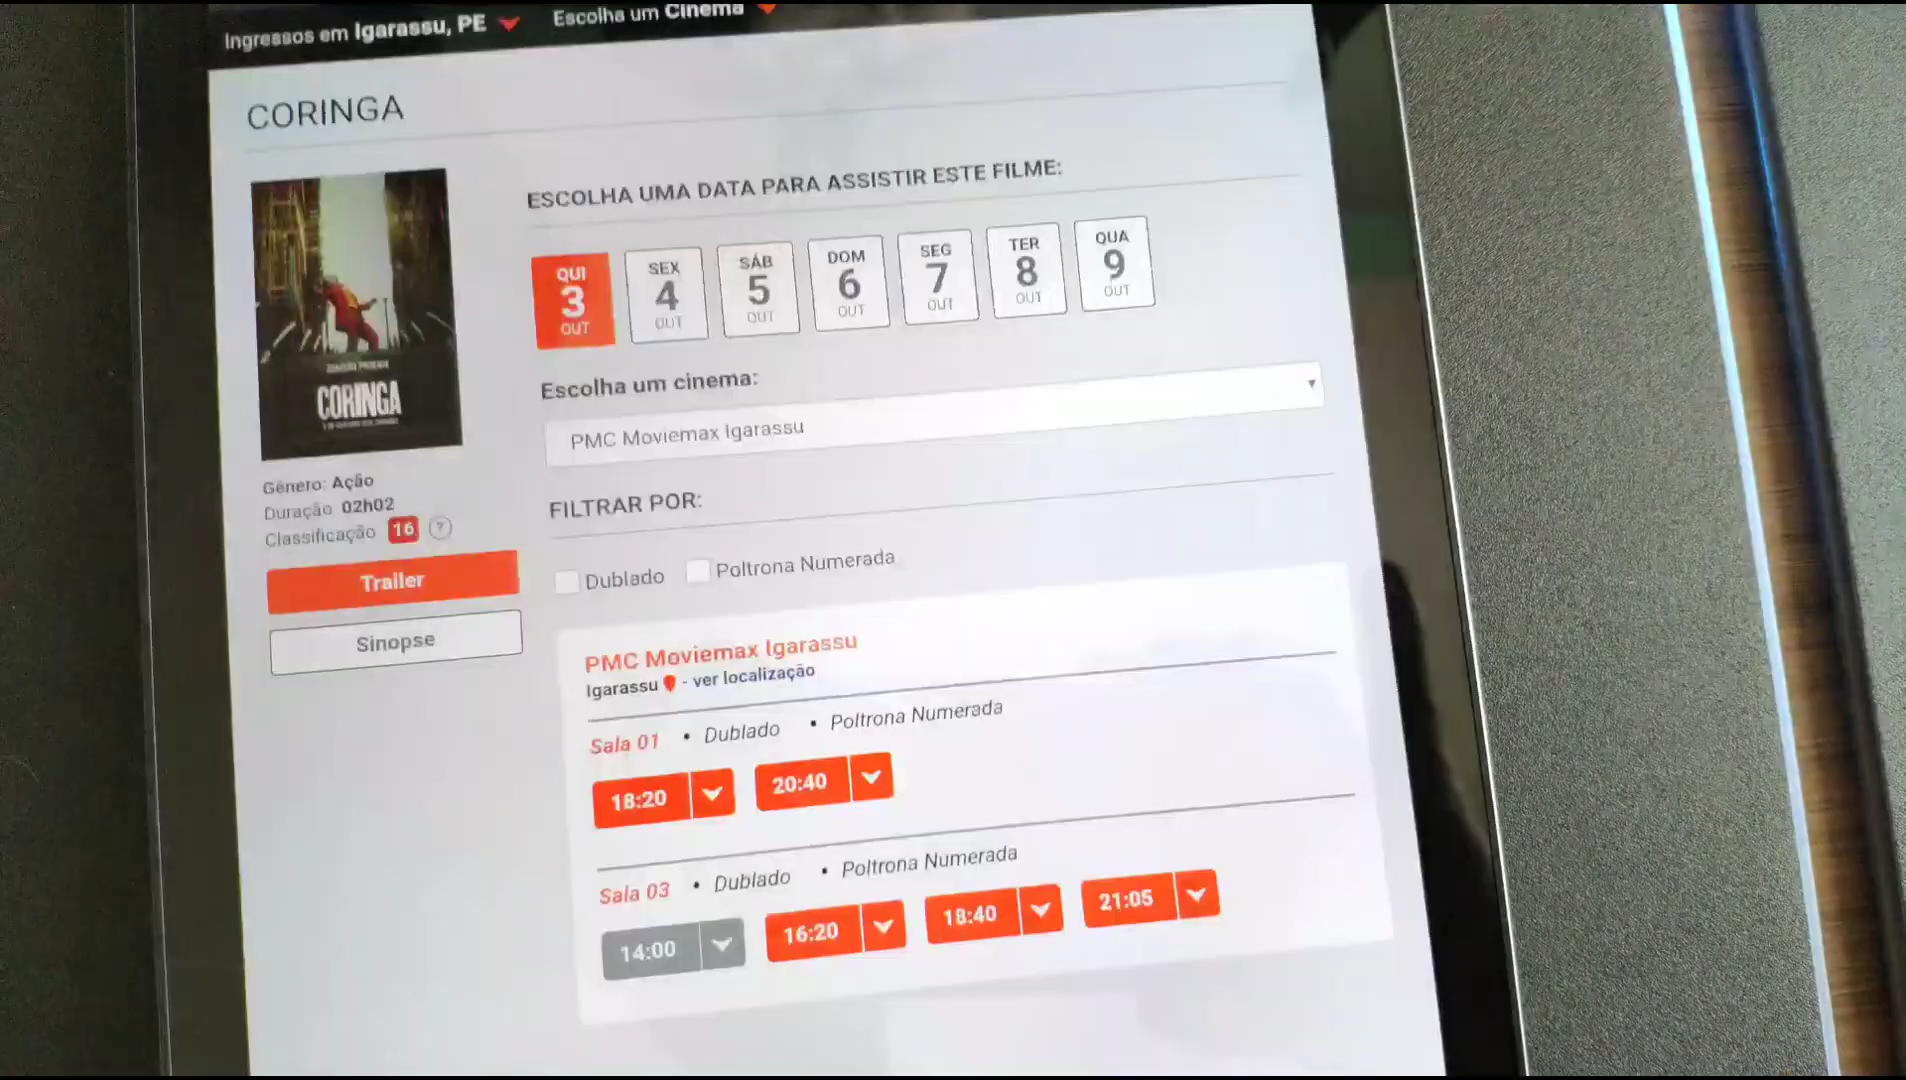 Ingressos em Igarassu, PE
Escolha um Cinema
CORINGA
ESCOLHA UMA DATA PARA ASSISTIR ESTE FILME:
QUI
3
OUT
SEX
4
OUT
SÁB
5
OUT
DOM
6
OUT
SEG
7
OUT
TER
8
OUT
QUA
9
OUT
CORINGA
Gênero: Ação
Duração 02h02
Classificação 16 ?
Trailer
Sinopse
Escolha um cinema:
PMC Moviemax Igarassu
FILTRAR POR:
Dublado Poltrona Numerada
PMC Moviemax Igarassu
Igarassu - ver localização
Sala 01 • Dublado • Poltrona Numerada
18:20 20:40
Sala 03 • Dublado • Poltrona Numerada
14:00 16:20 18:40 21:05